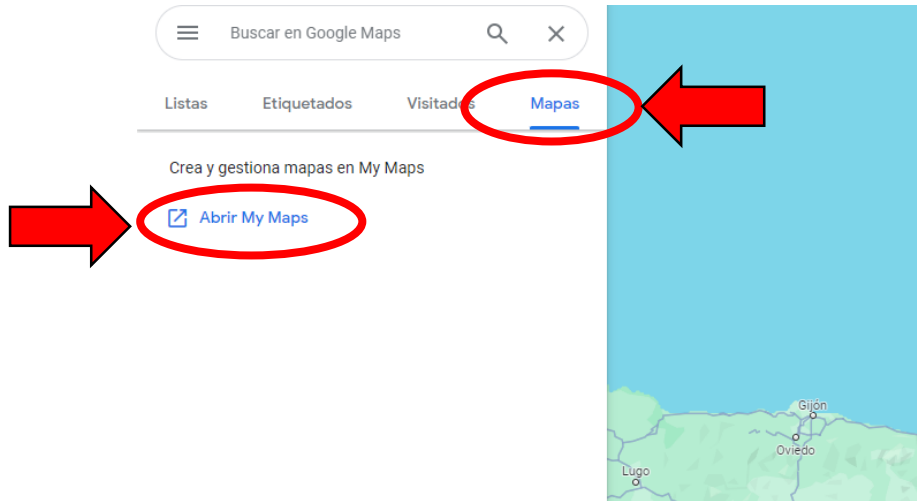 Buscar en Google Maps
Listas Etiquetados Visitados Mapas
Crea y gestiona mapas en My Maps
Abrir My Maps
Gijón
Oviedo
Lugo